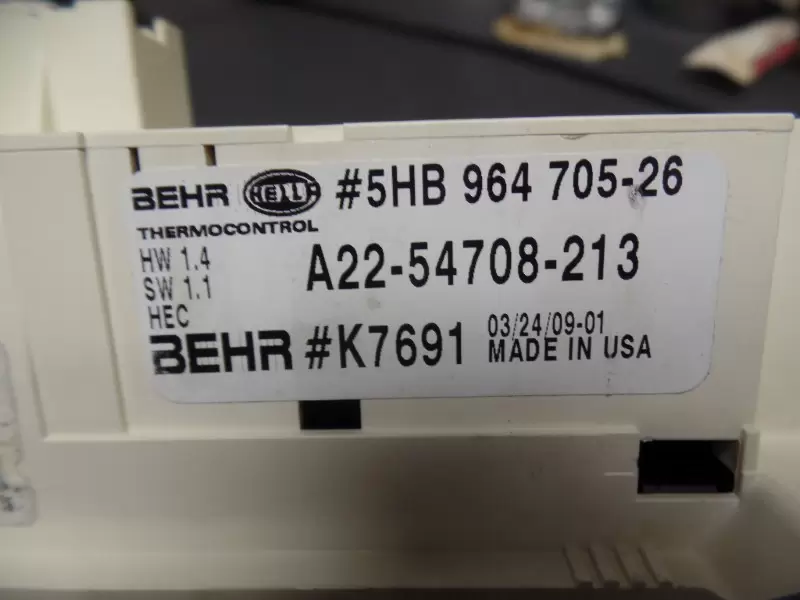 BEHR HELLA #5HB 964 705-26
THERMOCONTROL
HW 1.4
A22-54708-213
SW 1.1
HEC
BEHR #K7691 03/24/09-01
MADE IN USA